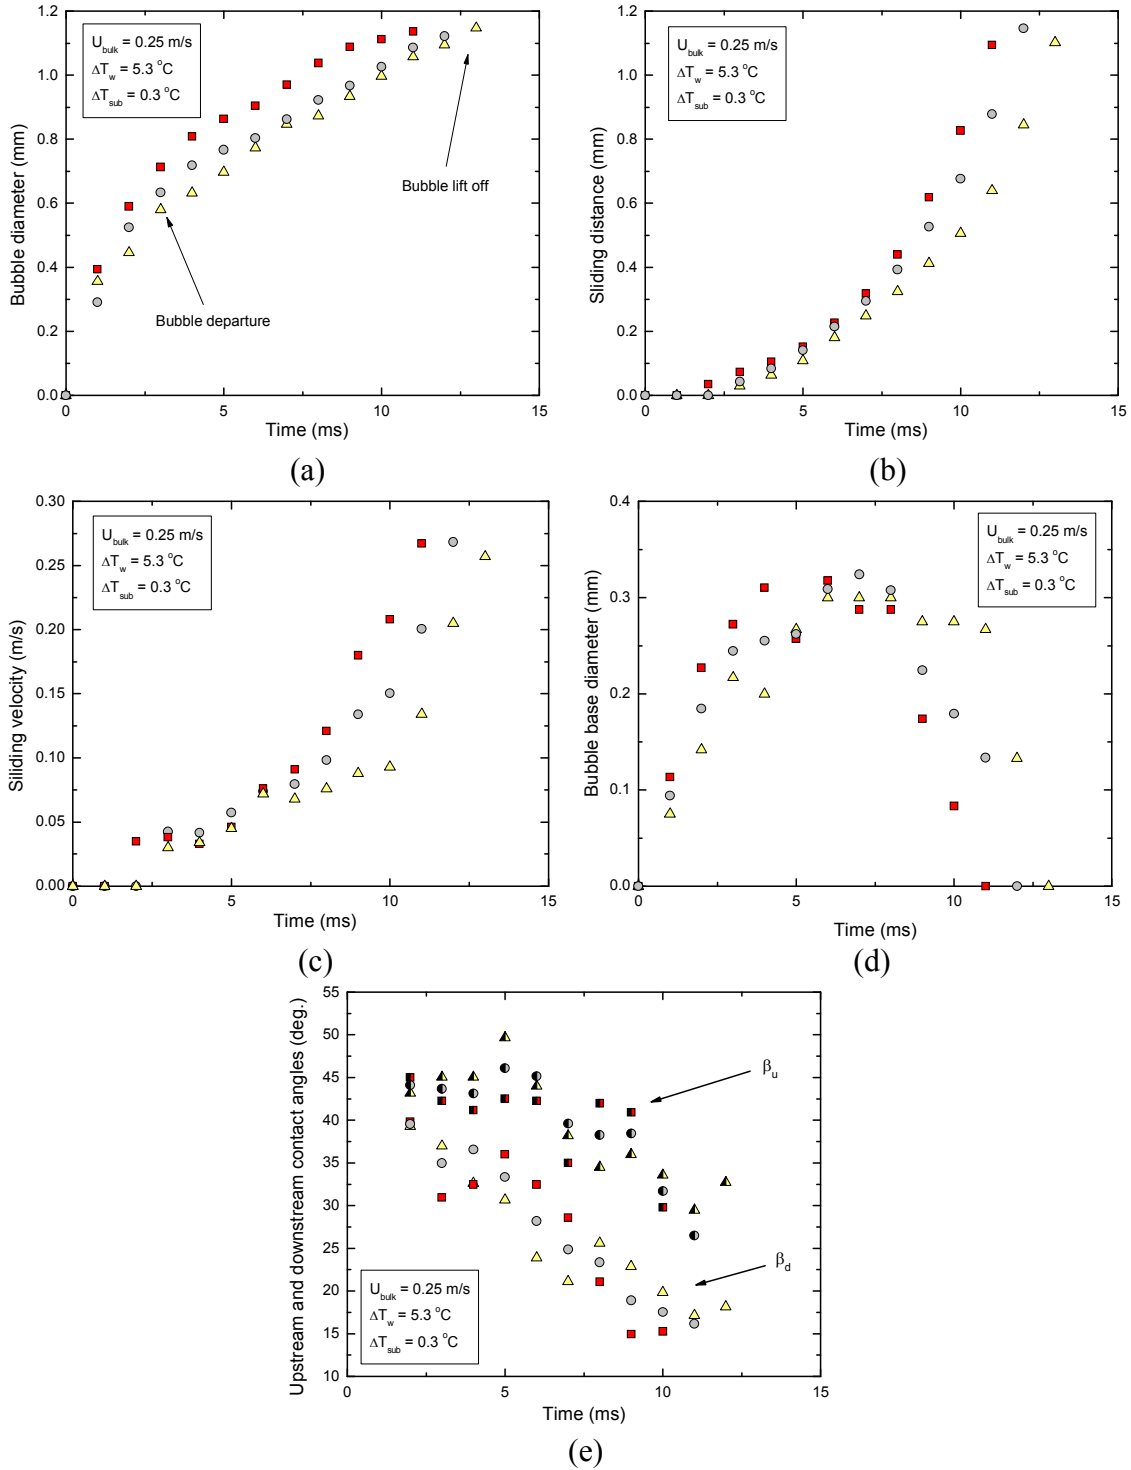 1.2
1.0
0.8
0.6
0.4
0.2
0.0
Bubble diameter (mm)
U_bulk = 0.25 m/s
ΔT_w = 5.3 °C
ΔT_sub = 0.3 °C
Bubble lift off
Bubble departure
0 5 10 15
Time (ms)
(a)
1.2
1.0
0.8
0.6
0.4
0.2
0.0
Sliding distance (mm)
U_bulk = 0.25 m/s
ΔT_w = 5.3 °C
ΔT_sub = 0.3 °C
0 5 10 15
Time (ms)
(b)
0.30
0.25
0.20
0.15
0.10
0.05
0.00
Siliding velocity (m/s)
U_bulk = 0.25 m/s
ΔT_w = 5.3 °C
ΔT_sub = 0.3 °C
0 5 10 15
Time (ms)
(c)
0.4
0.3
0.2
0.1
0.0
Bubble base diameter (mm)
U_bulk = 0.25 m/s
ΔT_w = 5.3 °C
ΔT_sub = 0.3 °C
0 5 10 15
Time (ms)
(d)
55
50
45
40
35
30
25
20
15
10
Upstream and downstream contact angles (deg.)
β_u
β_d
U_bulk = 0.25 m/s
ΔT_w = 5.3 °C
ΔT_sub = 0.3 °C
0 5 10 15
Time (ms)
(e)